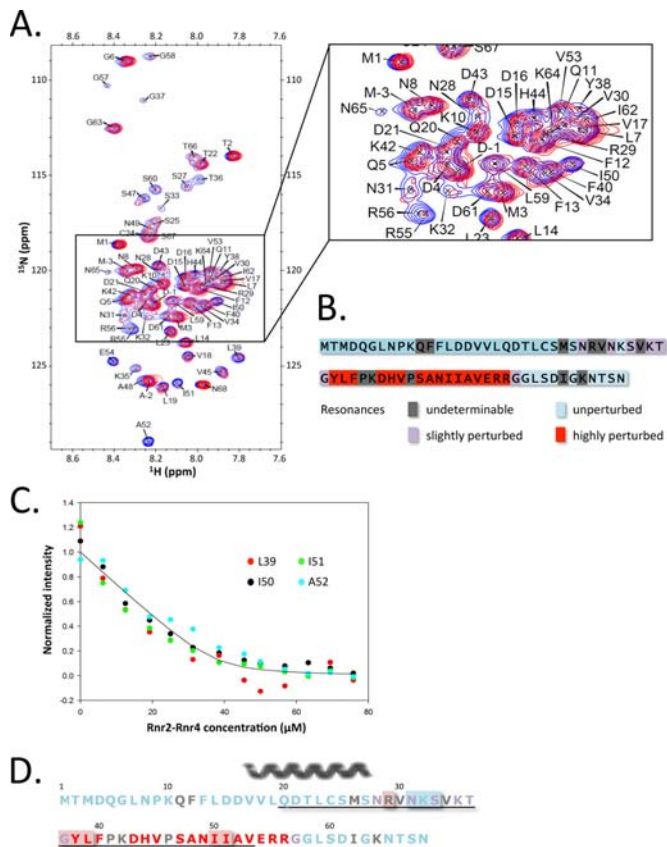 A.
8.6 8.4 8.2 8.0 7.8 7.6
110
115
120
125
¹⁵N (ppm)
G6
G58
G57
G37
G63
T66
T22
T2
S60
S27
T36
S47
S33
N49
S25
C24
S67
M1
M-3
N8
N28
D43
D16
K64
V53
Q11
Y38
N65
K10
D15
H44
V30
D21
Q20
I62
K42
V17
Q5
L7
R29
D-1
F12
N31
D4
I50
R56
L59
F40
R55
K32
D61
M3
F13
V34
L23
L14
E54
V18
L39
K35
V45
A48
I51
A-2
L19
N68
A52
8.6 8.4 8.2 8.0 7.8 7.6
¹H (ppm)
S67
M1
V53
D16
K64
Q11
D43
M-3
N8
N28
D15
H44
Y38
N65
K10
V30
D21
Q20
I62
K42
V17
D-1
L7
Q5
R29
D4
F12
N31
I50
L59
F40
R56
D61
V34
R55
K32
M3
F13
L23
L14
B.
MTMDQGLNPKQFFLDDVVLQDTLCSMSNRVNKSVKT
GYLFPKDHVPSANIIAVERRGGLSDIGKNTSN
Resonances
undeterminable
unperturbed
slightly perturbed
highly perturbed
C.
Normalized intensity
1.4
1.2
1.0
0.8
0.6
0.4
0.2
0.0
-0.2
L39
I51
I50
A52
0 20 40 60 80
Rnr2-Rnr4 concentration (µM)
D.
1 10 20 30
MTMDQGLNPKQFFLDDVVLQDTLCSMSNRVNKSVKT
40 50 60
GYLFPKDHVPSANIIAVERRGGLSDIGKNTSN